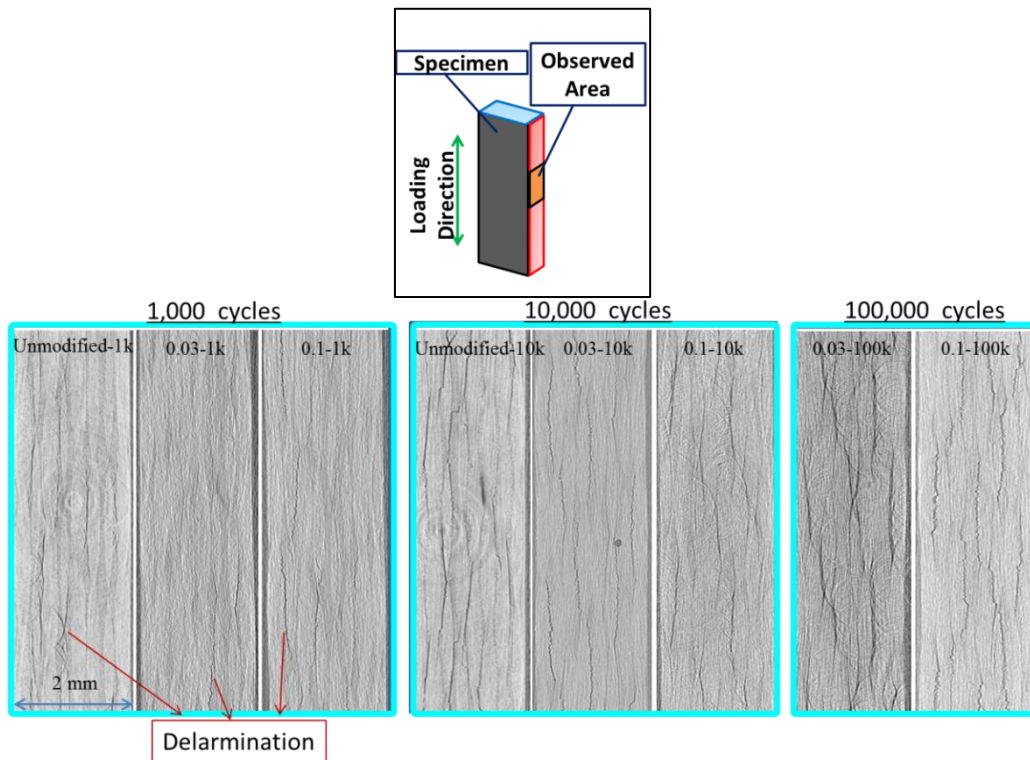 Specimen
Observed
Area
Loading
Direction
1,000 cycles
10,000 cycles
100,000 cycles
Unmodified-1k
0.03-1k
0.1-1k
Unmodified-10k
0.03-10k
0.1-10k
0.03-100k
0.1-100k
2 mm
Delarmination